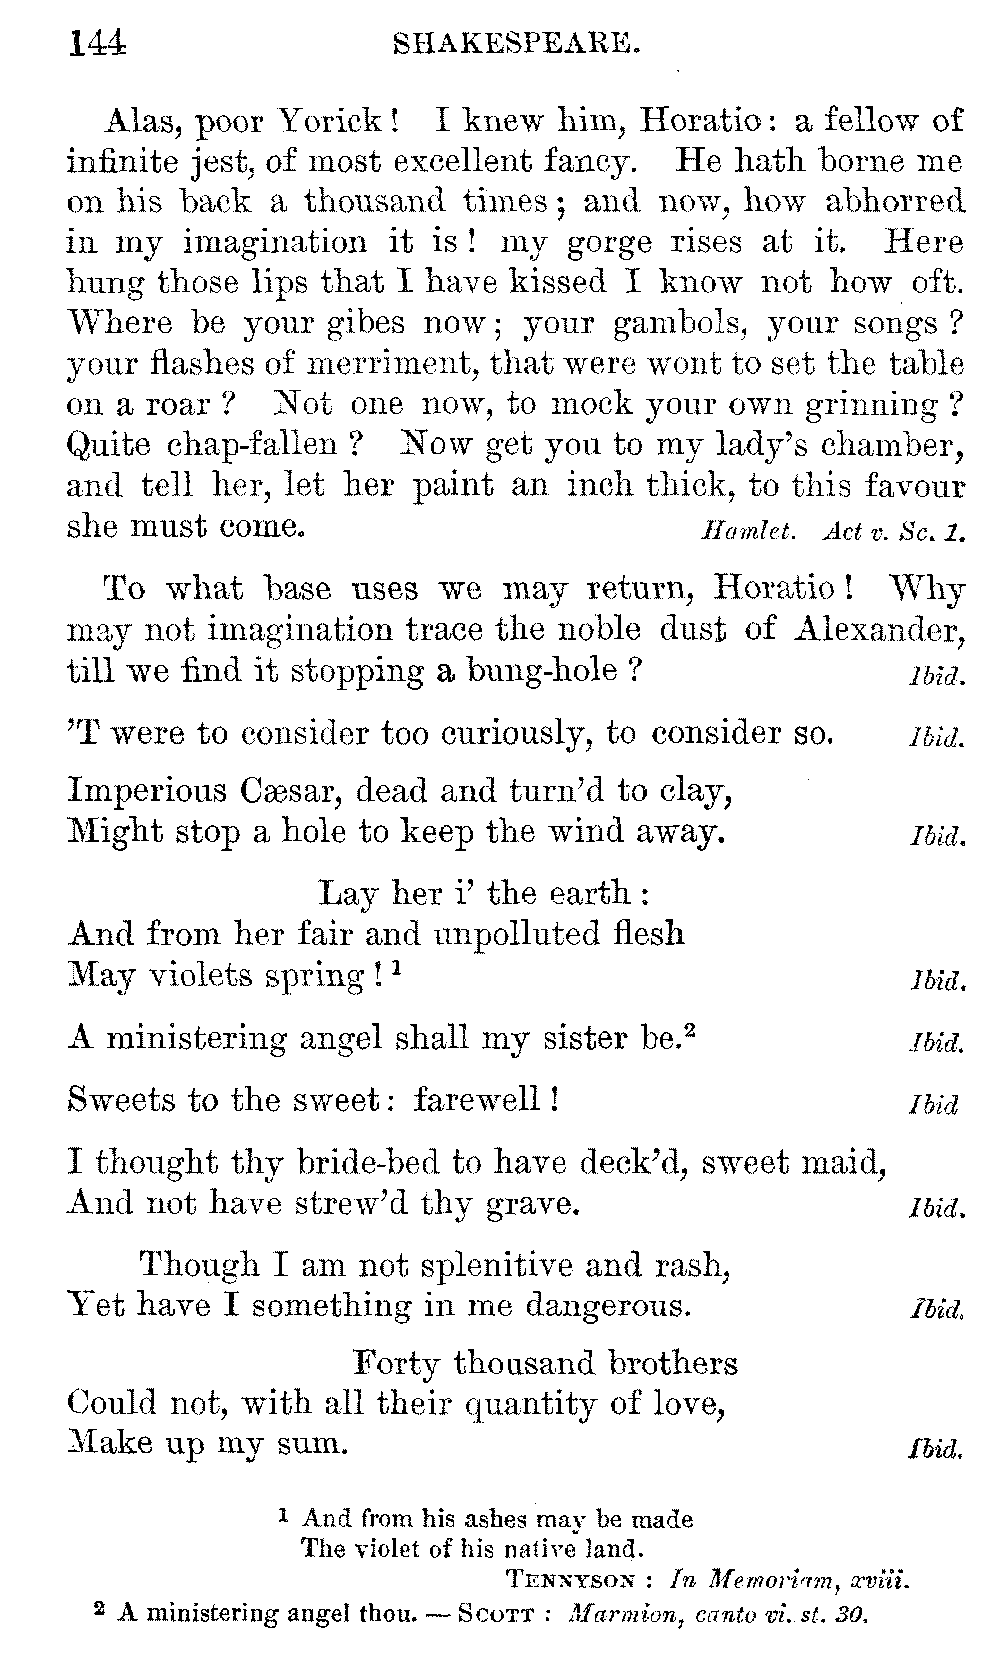 144 SHAKESPEARE.
Alas, poor Yorick! I knew him, Horatio: a fellow of
infinite jest, of most excellent fancy. He hath borne me
on his back a thousand times; and now, how abhorred
in my imagination it is! my gorge rises at it. Here
hung those lips that I have kissed I know not how oft.
Where be your gibes now; your gambols, your songs?
your flashes of merriment, that were wont to set the table
on a roar? Not one now, to mock your own grinning?
Quite chap-fallen? Now get you to my lady's chamber,
and tell her, let her paint an inch thick, to this favour
she must come. Hamlet. Act v. Sc. 1.
To what base uses we may return, Horatio! Why
may not imagination trace the noble dust of Alexander,
till we find it stopping a bung-hole? Ibid.
'T were to consider too curiously, to consider so. Ibid.
Imperious Cæsar, dead and turn'd to clay,
Might stop a hole to keep the wind away. Ibid.
Lay her i' the earth:
And from her fair and unpolluted flesh
May violets spring!¹ Ibid.
A ministering angel shall my sister be.² Ibid.
Sweets to the sweet: farewell! Ibid
I thought thy bride-bed to have deck'd, sweet maid,
And not have strew'd thy grave. Ibid.
Though I am not splenitive and rash,
Yet have I something in me dangerous. Ibid.
Forty thousand brothers
Could not, with all their quantity of love,
Make up my sum. Ibid.
1 And from his ashes may be made
The violet of his native land.
TENNYSON: In Memoriam, xviii.
2 A ministering angel thou. — SCOTT: Marmion, canto vi. st. 30.